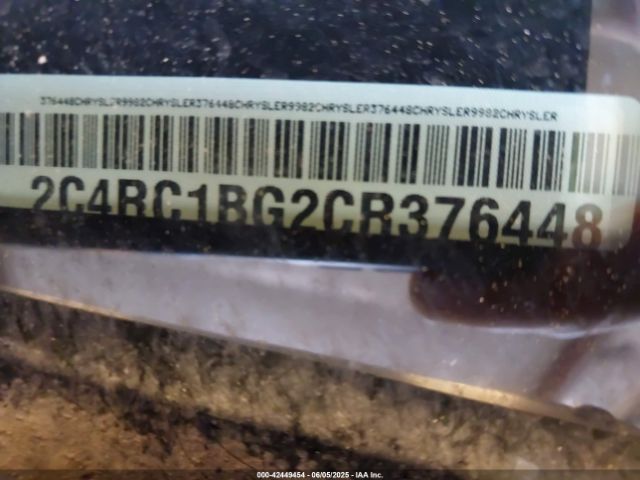 376448CHRYSLER9982CHRYSLER376448CHRYSLER9982CHRYSLER376448CHRYSLER9982CHRYSLER
2C4RC1BG2CR376448
000-42449454 - 06/05/2025 - IAA Inc.